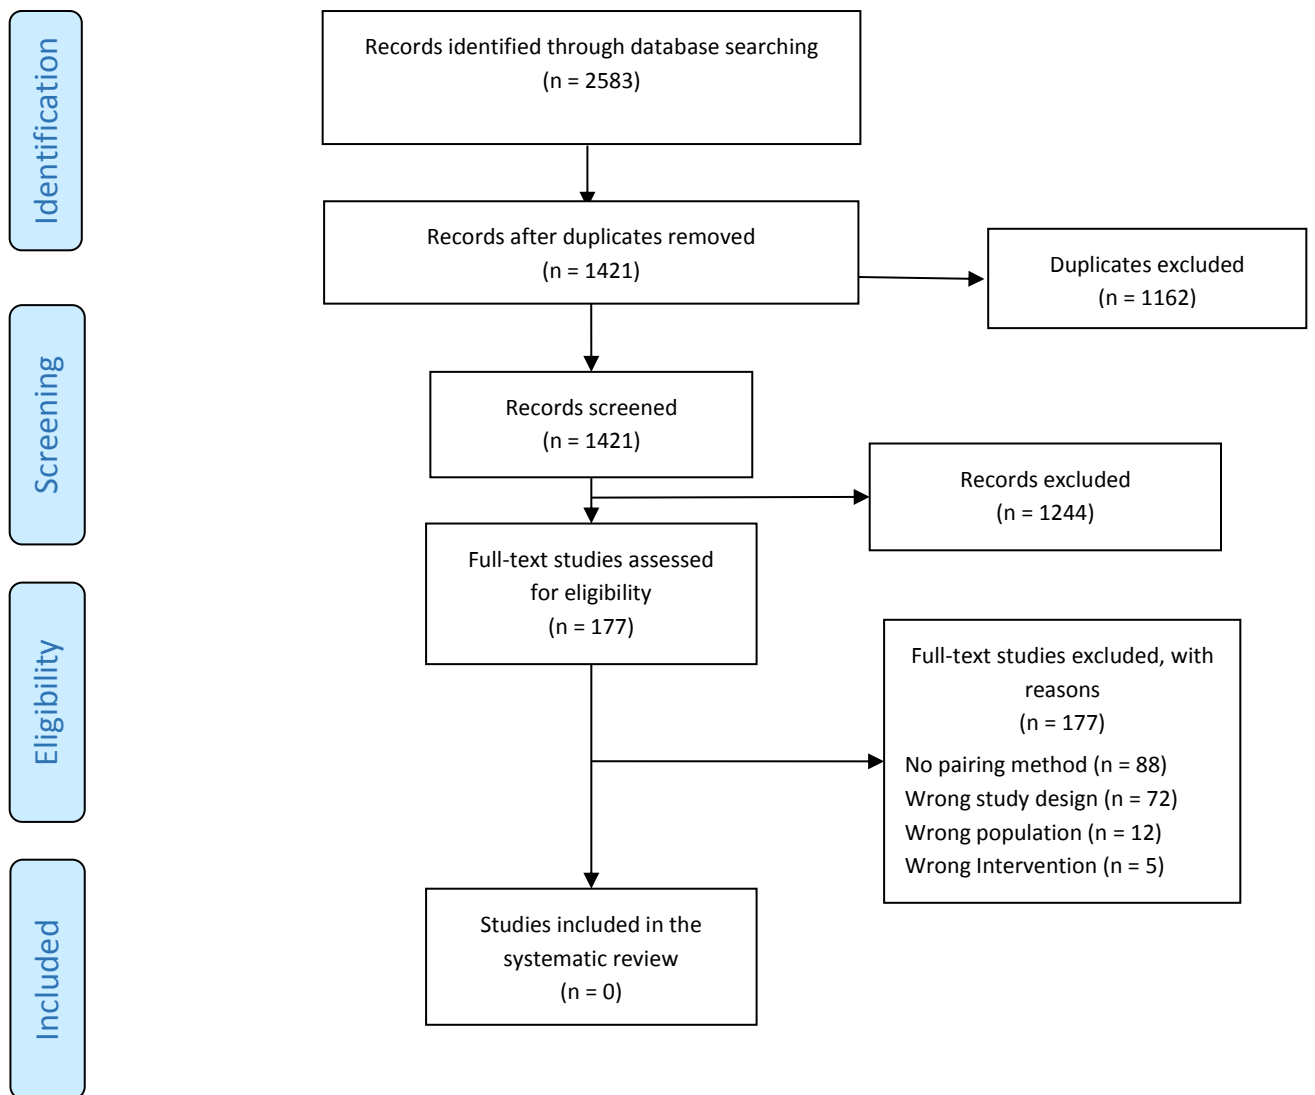 Identification
Records identified through database searching
(n = 2583)
Records after duplicates removed
(n = 1421)
Duplicates excluded
(n = 1162)
Screening
Records screened
(n = 1421)
Records excluded
(n = 1244)
Full-text studies assessed
for eligibility
(n = 177)
Eligibility
Full-text studies excluded, with
reasons
(n = 177)
No pairing method (n = 88)
Wrong study design (n = 72)
Wrong population (n = 12)
Wrong Intervention (n = 5)
Included
Studies included in the
systematic review
(n = 0)